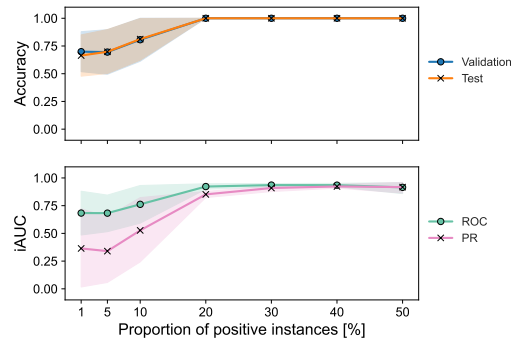 1.00
0.75
0.50
0.25
0.00
Accuracy
Validation
Test
1.00
0.75
0.50
0.25
0.00
iAUC
ROC
PR
1 5 10 20 30 40 50
Proportion of positive instances [%]